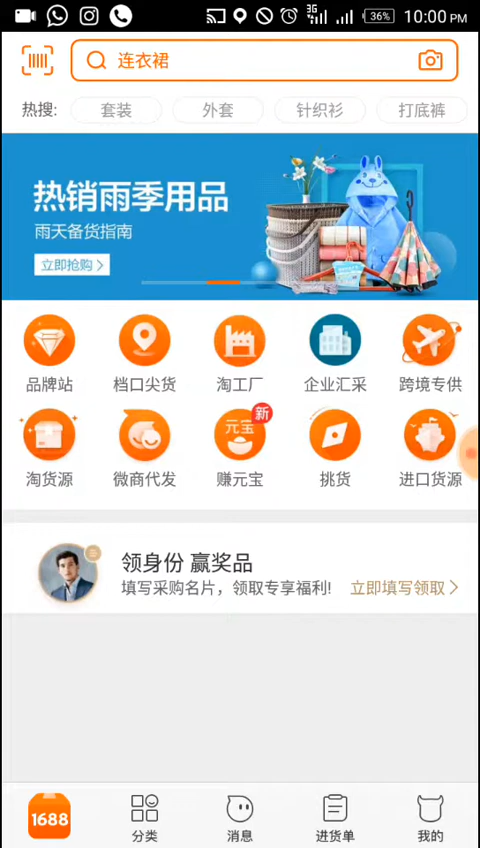 3G
36%
10:00 PM
连衣裙
热搜:
套装
外套
针织衫
打底裤
热销雨季用品
雨天备货指南
立即抢购 >
品牌站
档口尖货
淘工厂
企业汇采
跨境专供
元宝
新
淘货源
微商代发
赚元宝
挑货
进口货源
领身份 赢奖品
填写采购名片，领取专享福利!
立即填写领取 >
1688
分类
消息
进货单
我的